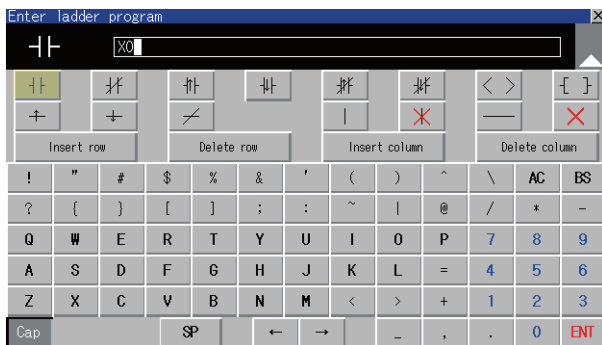 Enter ladder program
X0
< > { }
Insert row Delete row Insert column Delete column
! " # $ % & ' ( ) ^ \ AC BS
? { } [ ] ; : ~ | @ / * -
Q W E R T Y U I O P 7 8 9
A S D F G H J K L = 4 5 6
Z X C V B N M < > + 1 2 3
Cap SP ← → _ , . 0 ENT